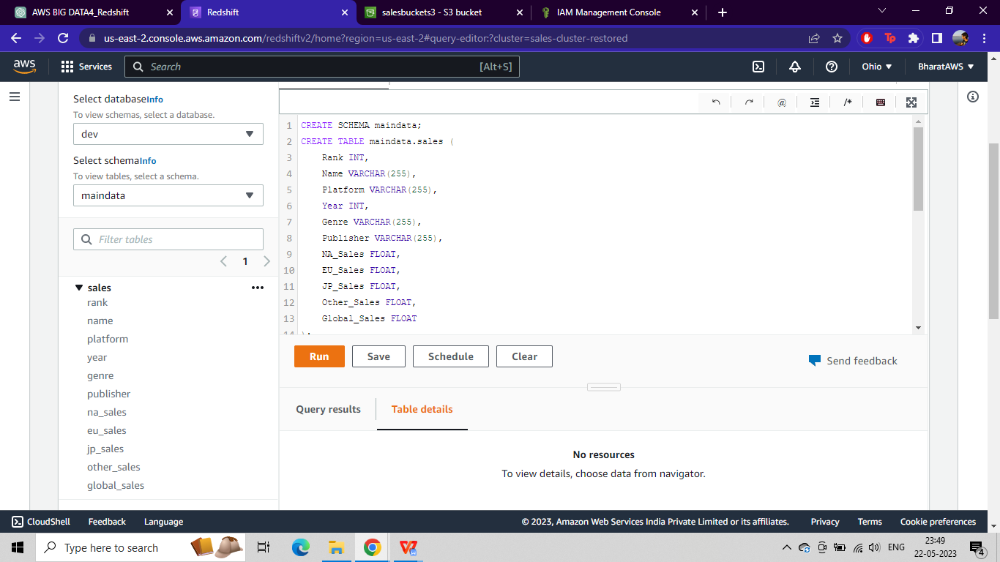 AWS BIG DATA4_Redshift
Redshift
salesbuckets3 - S3 bucket
IAM Management Console
us-east-2.console.aws.amazon.com/redshiftv2/home?region=us-east-2#query-editor:?cluster=sales-cluster-restored
Tp
aws
Services
Search
[Alt+S]
Ohio ▼
BharatAWS ▼
Select databaseInfo
To view schemas, select a database.
dev
Select schemaInfo
To view tables, select a schema.
maindata
Filter tables
1
sales
rank
name
platform
year
genre
publisher
na_sales
eu_sales
jp_sales
other_sales
global_sales
@
/*
1 CREATE SCHEMA maindata;
2 CREATE TABLE maindata.sales (
3 Rank INT,
4 Name VARCHAR(255),
5 Platform VARCHAR(255),
6 Year INT,
7 Genre VARCHAR(255),
8 Publisher VARCHAR(255),
9 NA_Sales FLOAT,
10 EU_Sales FLOAT,
11 JP_Sales FLOAT,
12 Other_Sales FLOAT,
13 Global_Sales FLOAT
14 );
Run
Save
Schedule
Clear
Send feedback
Query results
Table details
No resources
To view details, choose data from navigator.
CloudShell
Feedback
Language
© 2023, Amazon Web Services India Private Limited or its affiliates.
Privacy
Terms
Cookie preferences
Type here to search
ENG
23:49
22-05-2023
4